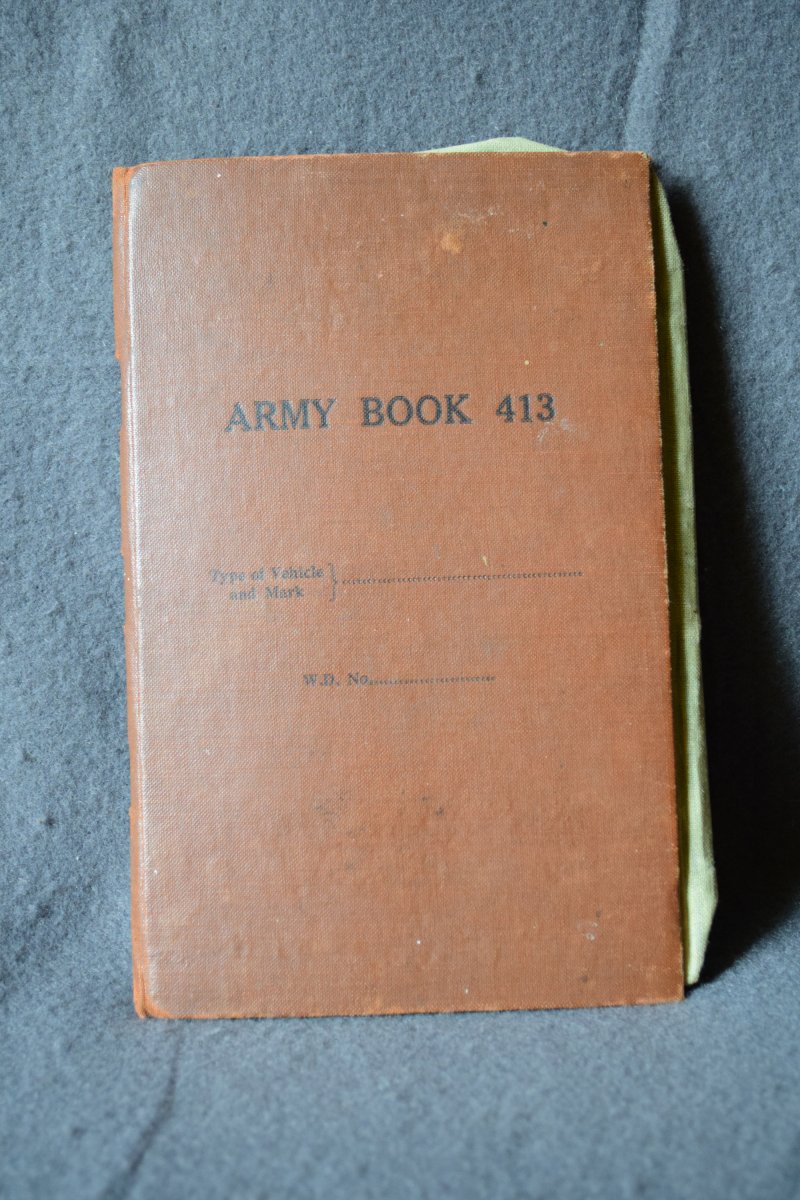 ARMY BOOK 413
Type of Vehicle
and Mark }........................................
W.D. No..........................